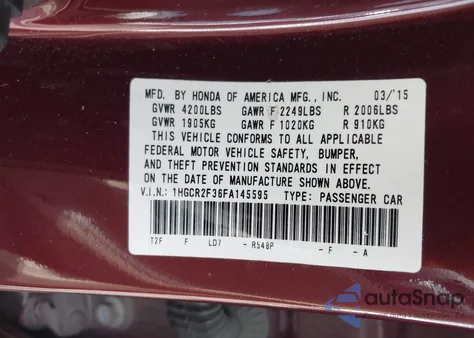 MFD. BY HONDA OF AMERICA MFG., INC. 03/'15
GVWR 4200LBS GAWR F 2249LBS R 2006LBS
GVWR 1905KG GAWR F 1020KG R 910KG
THIS VEHICLE CONFORMS TO ALL APPLICABLE
FEDERAL MOTOR VEHICLE SAFETY, BUMPER,
AND THEFT PREVENTION STANDARDS IN EFFECT
ON THE DATE OF MANUFACTURE SHOWN ABOVE.
V.I.N.: 1HGCR2F36FA145595 TYPE: PASSENGER CAR
T2F F LD7 - R548P - F - A
autoSnap